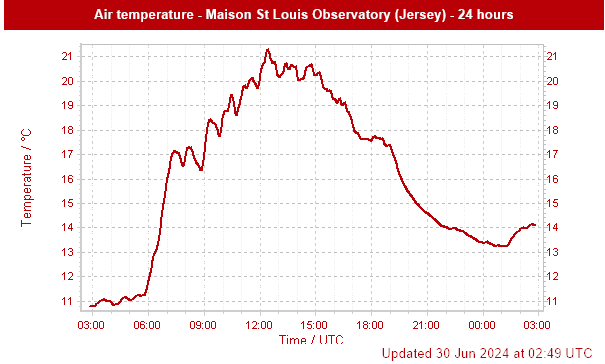 Air temperature - Maison St Louis Observatory (Jersey) - 24 hours
21 21
20 20
19 19
18 18
17 17
16 16
15 15
14 14
13 13
12 12
11 11
Temperature / °C
03:00 06:00 09:00 12:00 15:00 18:00 21:00 00:00 03:00
Time / UTC
Updated 30 Jun 2024 at 02:49 UTC